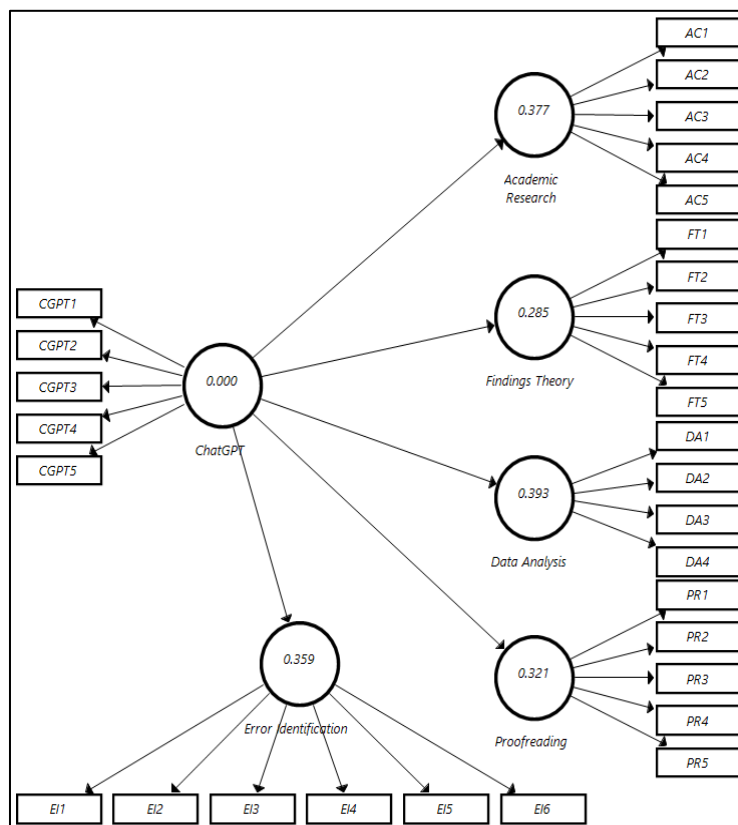 AC1
AC2
0.377
AC3
AC4
Academic
Research
AC5
FT1
FT2
CGPT1
0.285
FT3
CGPT2
FT4
0.000
CGPT3
Findings Theory
FT5
CGPT4
DA1
ChatGPT
CGPT5
DA2
0.393
DA3
Data Analysis
DA4
PR1
PR2
0.359
0.321
PR3
PR4
Error Identification
Proofreading
PR5
EI1
EI2
EI3
EI4
EI5
EI6